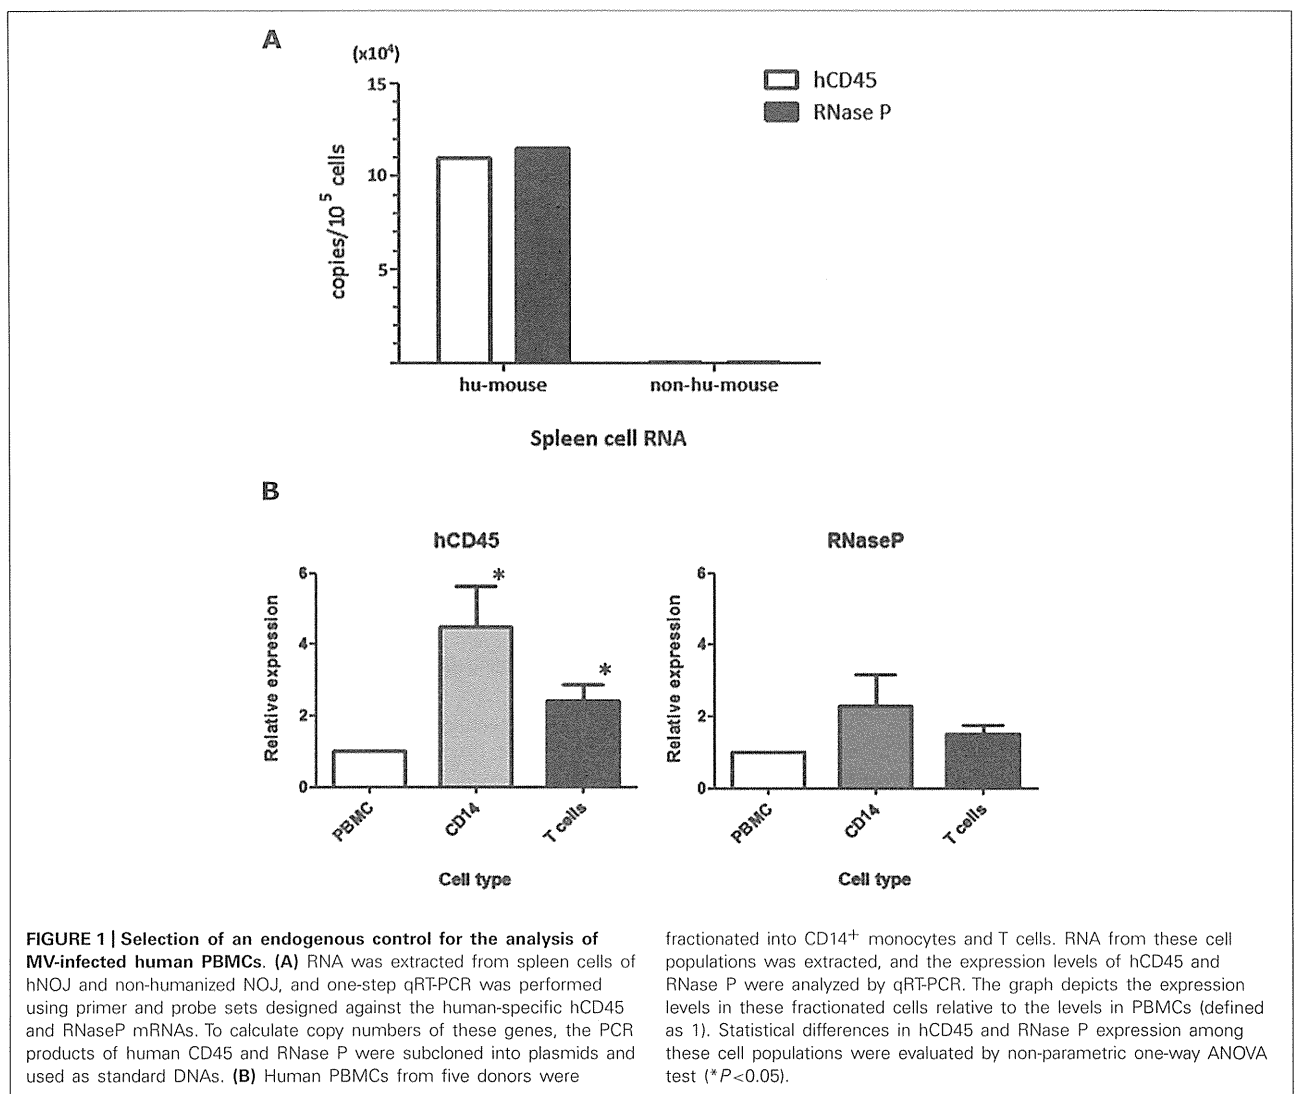 A
(x10⁴)
15
10
5
copies/10⁵ cells
hCD45
RNase P
hu-mouse
non-hu-mouse
Spleen cell RNA
B
hCD45
6
4
2
0
Relative expression
*
*
PBMC
CD14
T cells
Cell type
RNaseP
6
4
2
0
Relative expression
PBMC
CD14
T cells
Cell type
FIGURE 1 | Selection of an endogenous control for the analysis of
MV-infected human PBMCs. (A) RNA was extracted from spleen cells of
hNOJ and non-humanized NOJ, and one-step qRT-PCR was performed
using primer and probe sets designed against the human-specific hCD45
and RNaseP mRNAs. To calculate copy numbers of these genes, the PCR
products of human CD45 and RNase P were subcloned into plasmids and
used as standard DNAs. (B) Human PBMCs from five donors were
fractionated into CD14⁺ monocytes and T cells. RNA from these cell
populations was extracted, and the expression levels of hCD45 and
RNase P were analyzed by qRT-PCR. The graph depicts the expression
levels in these fractionated cells relative to the levels in PBMCs (defined
as 1). Statistical differences in hCD45 and RNase P expression among
these cell populations were evaluated by non-parametric one-way ANOVA
test (*P<0.05).